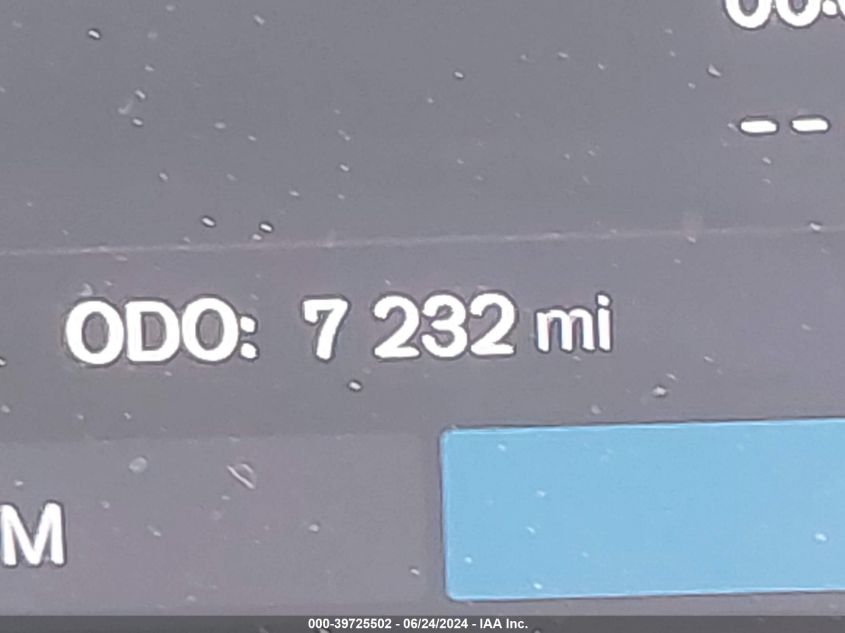 --
ODO: 7 232 mi
M
000-39725502 - 06/24/2024 - IAA Inc.